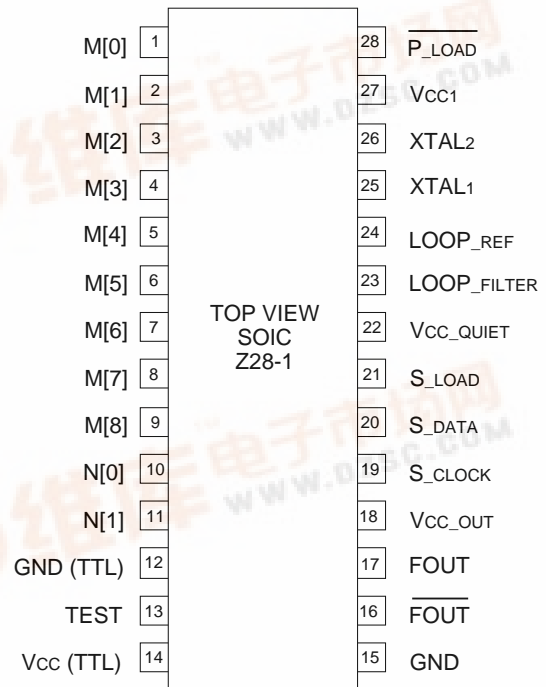 M[0] 1 28 P_LOAD
M[1] 2 27 VCC1
M[2] 3 26 XTAL2
M[3] 4 25 XTAL1
M[4] 5 24 LOOP_REF
M[5] 6 23 LOOP_FILTER
TOP VIEW
SOIC
Z28-1
M[6] 7 22 VCC_QUIET
M[7] 8 21 S_LOAD
M[8] 9 20 S_DATA
N[0] 10 19 S_CLOCK
N[1] 11 18 VCC_OUT
GND (TTL) 12 17 FOUT
TEST 13 16 FOUT
VCC (TTL) 14 15 GND